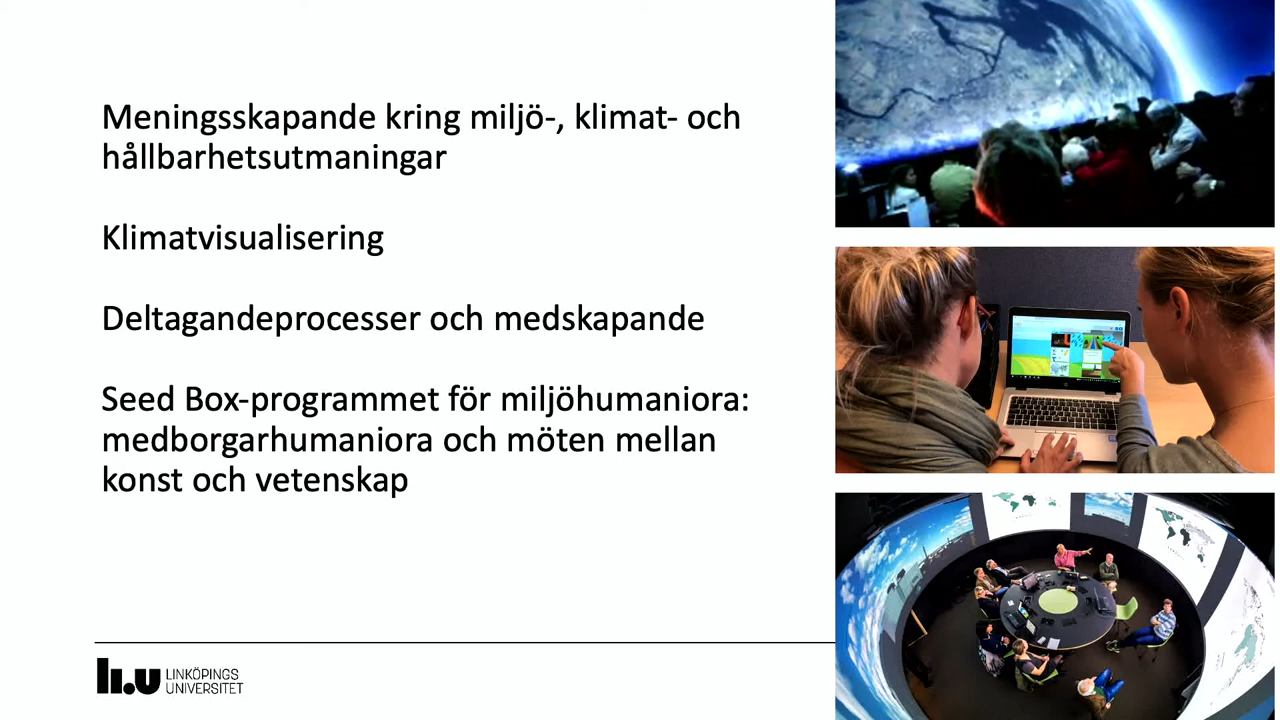 Meningsskapande kring miljö-, klimat- och
hållbarhetsutmaningar
Klimatvisualisering
Deltagandeprocesser och medskapande
Seed Box-programmet för miljöhumaniora:
medborgarhumaniora och möten mellan
konst och vetenskap
li.u LINKÖPINGS
UNIVERSITET